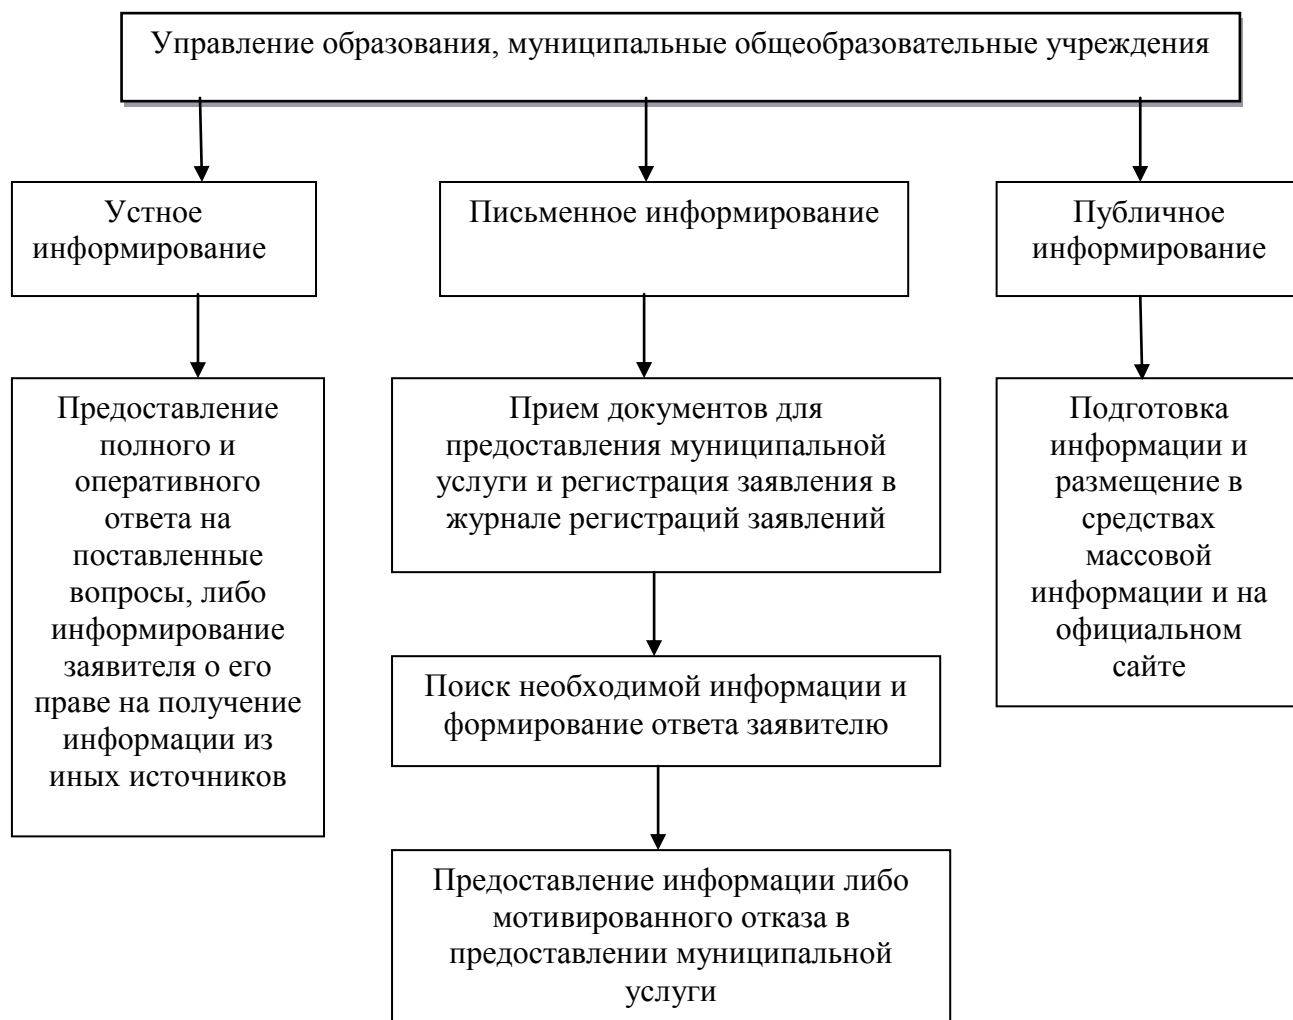 Управление образования, муниципальные общеобразовательные учреждения
Устное
информирование
Письменное информирование
Публичное
информирование
Предоставление
полного и
оперативного
ответа на
поставленные
вопросы, либо
информирование
заявителя о его
праве на получение
информации из
иных источников
Прием документов для
предоставления муниципальной
услуги и регистрация заявления в
журнале регистраций заявлений
Подготовка
информации и
размещение в
средствах
массовой
информации и на
официальном
сайте
Поиск необходимой информации и
формирование ответа заявителю
Предоставление информации либо
мотивированного отказа в
предоставлении муниципальной
услуги